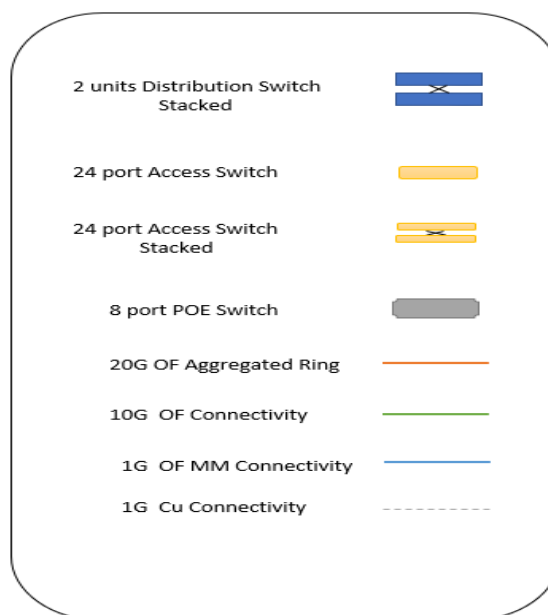 2 units Distribution Switch
Stacked
24 port Access Switch
24 port Access Switch
Stacked
8 port POE Switch
20G OF Aggregated Ring
10G OF Connectivity
1G OF MM Connectivity
1G Cu Connectivity